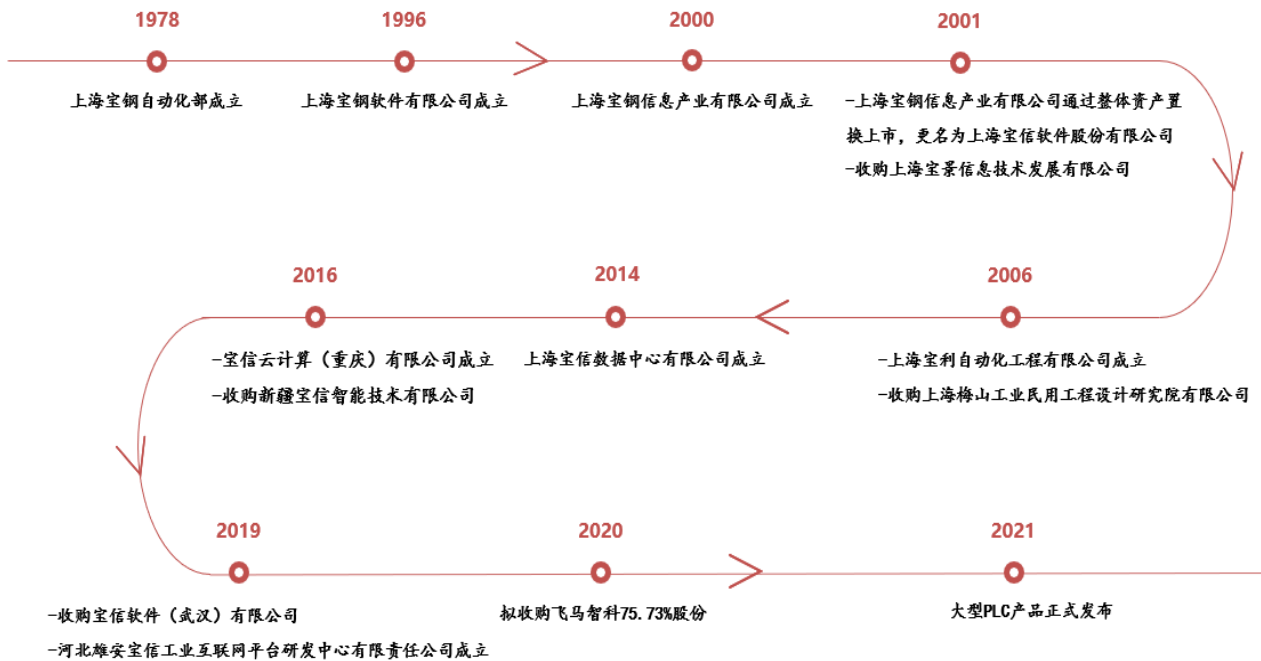 1978
1996
2000
2001
上海宝钢自动化部成立
上海宝钢软件有限公司成立
上海宝钢信息产业有限公司成立
-上海宝钢信息产业有限公司通过整体资产置
换上市，更名为上海宝信软件股份有限公司
-收购上海宝景信息技术发展有限公司
2006
-上海宝利自动化工程有限公司成立
-收购上海梅山工业民用工程设计研究院有限公司
2014
上海宝信数据中心有限公司成立
2016
-宝信云计算（重庆）有限公司成立
-收购新疆宝信智能技术有限公司
2019
-收购宝信软件（武汉）有限公司
-河北雄安宝信工业互联网平台研发中心有限责任公司成立
2020
拟收购飞马智科75.73%股份
2021
大型PLC产品正式发布